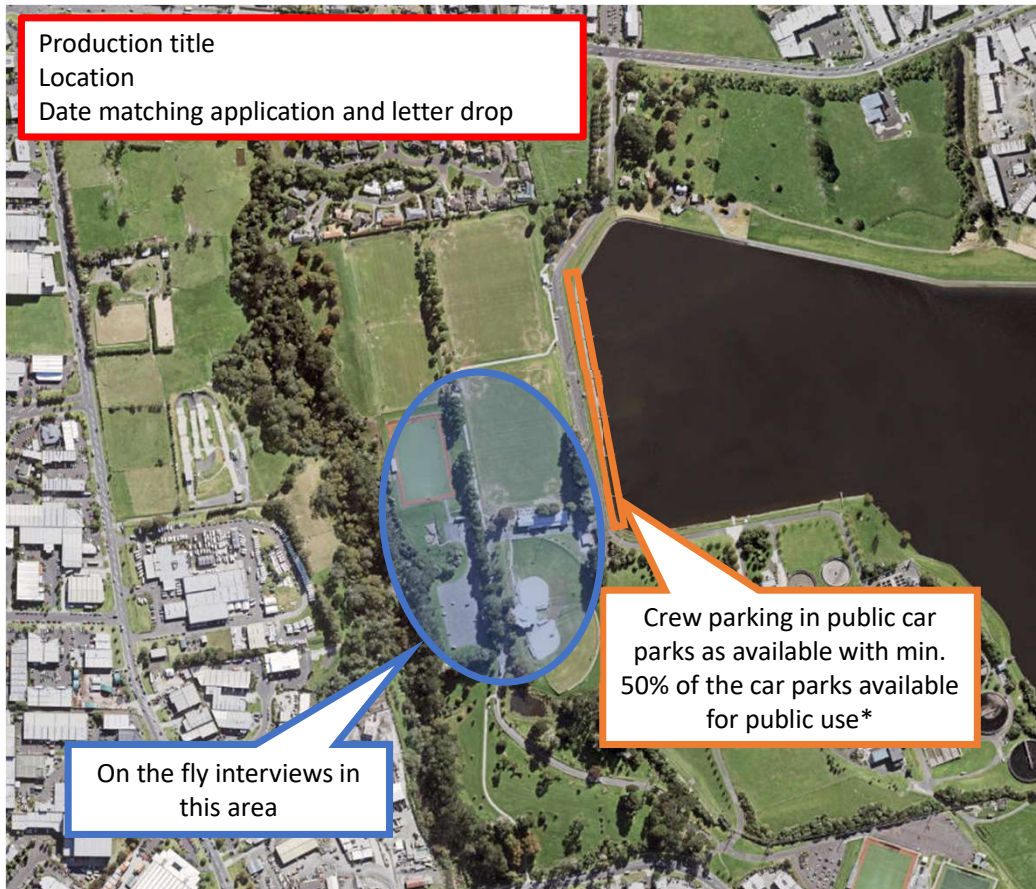 Production title
Location
Date matching application and letter drop
Crew parking in public car
parks as available with min.
50% of the car parks available
for public use*
On the fly interviews in
this area